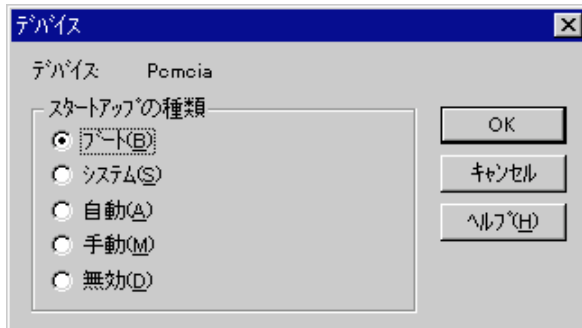 デバイス
デバイス: Pcmcia
スタートアップの種類
ブート(B)
システム(S)
自動(A)
手動(M)
無効(D)
OK
キャンセル
ヘルプ(H)